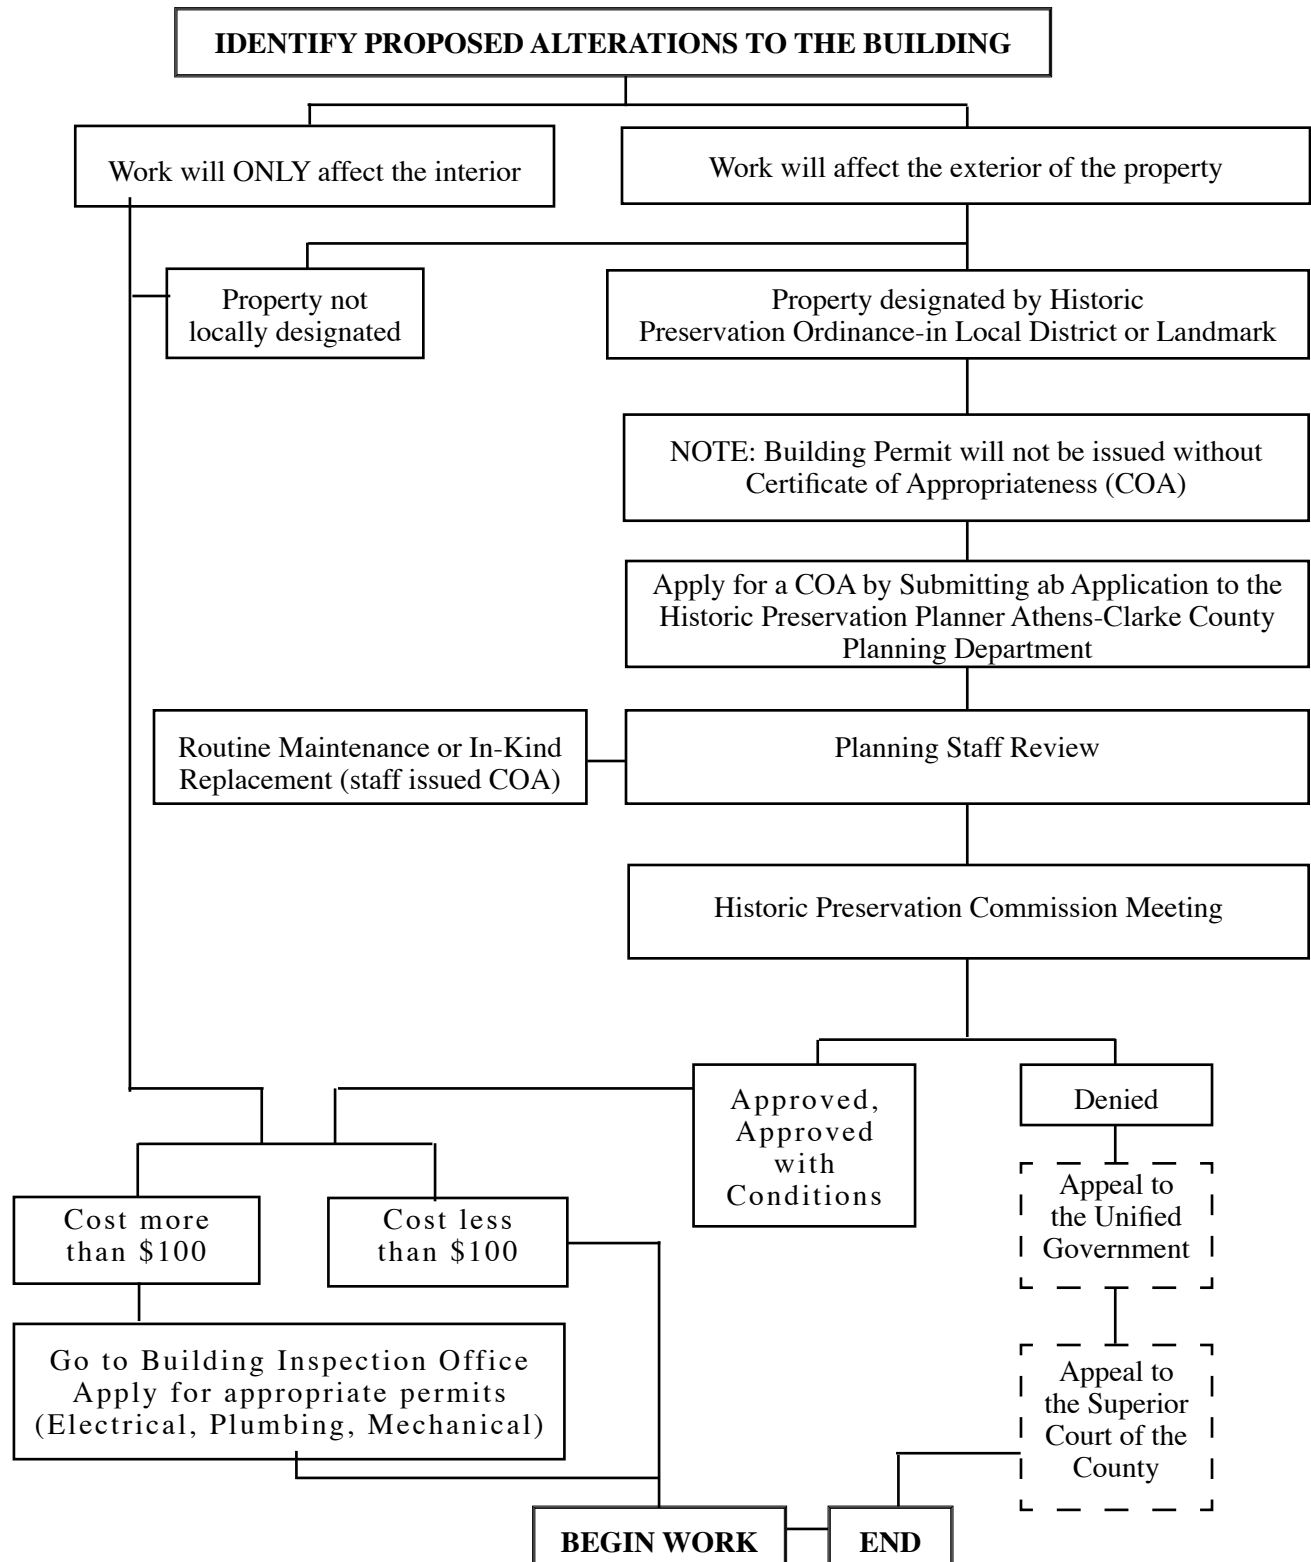 IDENTIFY PROPOSED ALTERATIONS TO THE BUILDING
Work will ONLY affect the interior
Work will affect the exterior of the property
Property not
locally designated
Property designated by Historic
Preservation Ordinance-in Local District or Landmark
NOTE: Building Permit will not be issued without
Certificate of Appropriateness (COA)
Apply for a COA by Submitting ab Application to the
Historic Preservation Planner Athens-Clarke County
Planning Department
Routine Maintenance or In-Kind
Replacement (staff issued COA)
Planning Staff Review
Historic Preservation Commission Meeting
Approved,
Approved
with
Conditions
Denied
Cost more
than $100
Cost less
than $100
Appeal to
the Unified
Government
Go to Building Inspection Office
Apply for appropriate permits
(Electrical, Plumbing, Mechanical)
Appeal to
the Superior
Court of the
County
BEGIN WORK
END